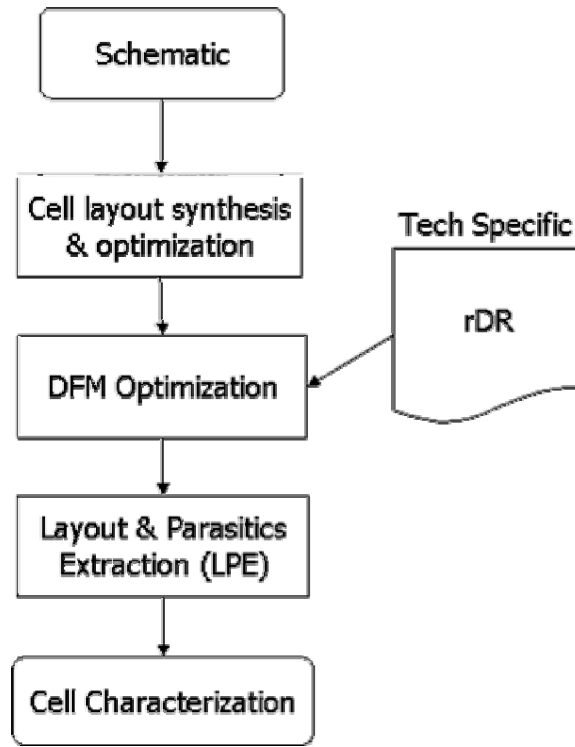 Schematic
Cell layout synthesis
& optimization
Tech Specific
rDR
DFM Optimization
Layout & Parasitics
Extraction (LPE)
Cell Characterization